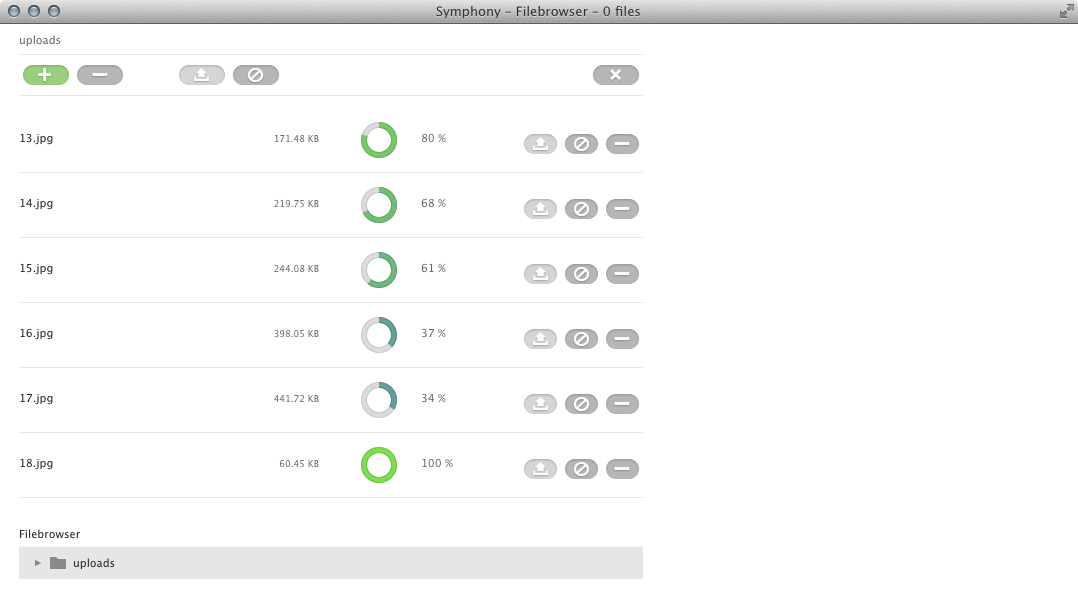 Symphony – Filebrowser – 0 files
uploads
13.jpg 171.48 KB 80 %
14.jpg 219.75 KB 68 %
15.jpg 244.08 KB 61 %
16.jpg 398.05 KB 37 %
17.jpg 441.72 KB 34 %
18.jpg 60.45 KB 100 %
Filebrowser
uploads